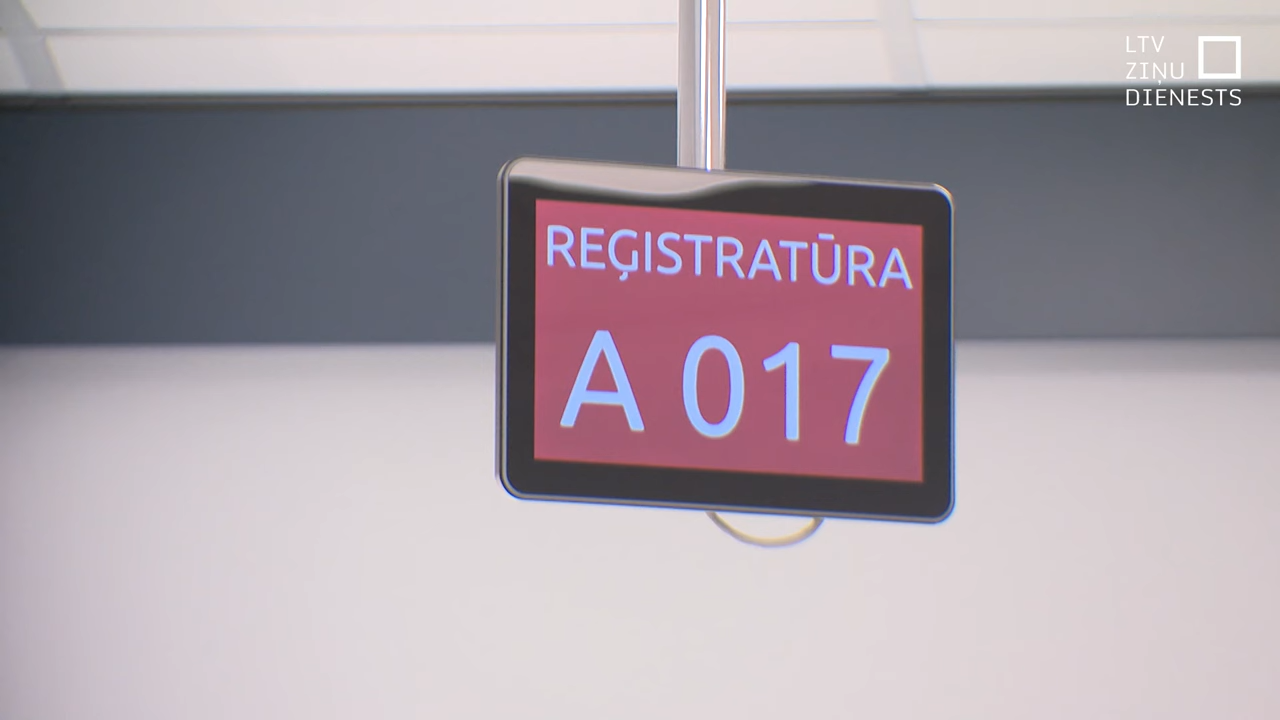 LTV
ZIŅU
DIENESTS
REĢISTRATŪRA
A 017